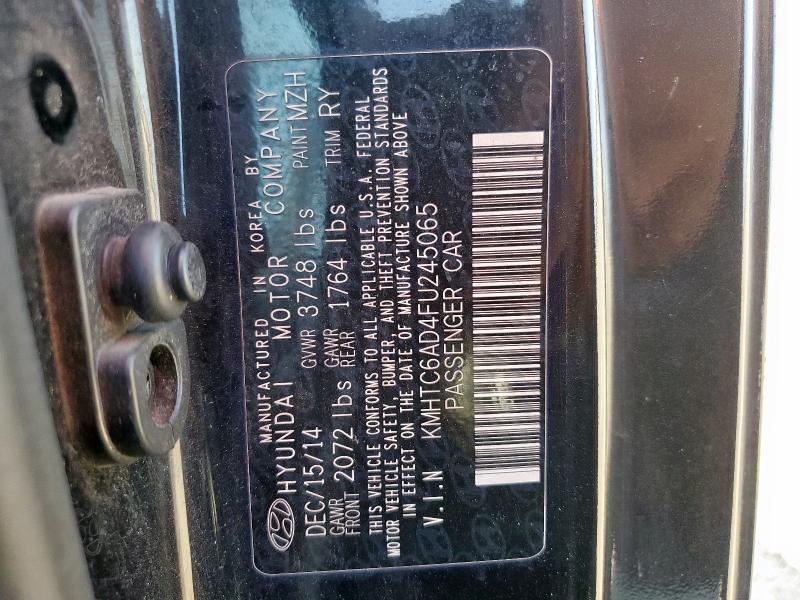 MANUFACTURED IN KOREA BY
HYUNDAI MOTOR COMPANY
DEC/15/14 GVWR 3748 lbs PAINT MZH
GAWR FRONT 2072 lbs GAWR REAR 1764 lbs TRIM RY
THIS VEHICLE CONFORMS TO ALL APPLICABLE U.S.A. FEDERAL
MOTOR VEHICLE SAFETY, BUMPER, AND THEFT PREVENTION STANDARDS
IN EFFECT ON THE DATE OF MANUFACTURE SHOWN ABOVE
V.I.N KMHTC6AD4FU245065
PASSENGER CAR